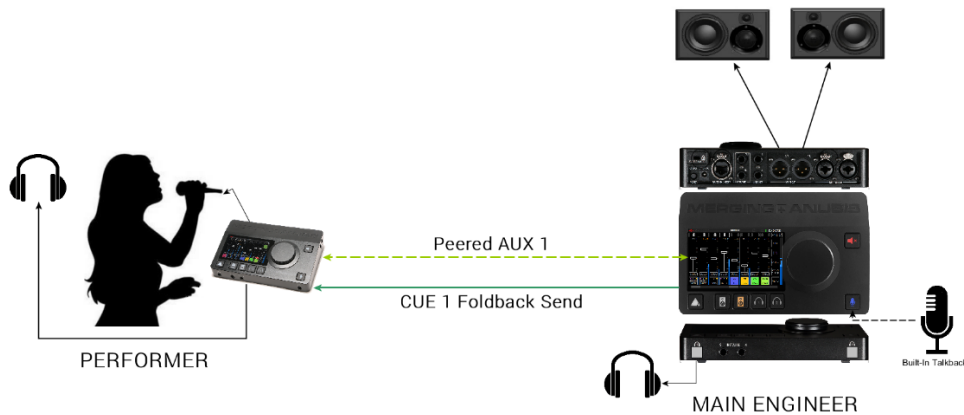 MERGING+ANUBIS
Peered AUX 1
CUE 1 Foldback Send
Built-In Talkback
PERFORMER
MAIN ENGINEER